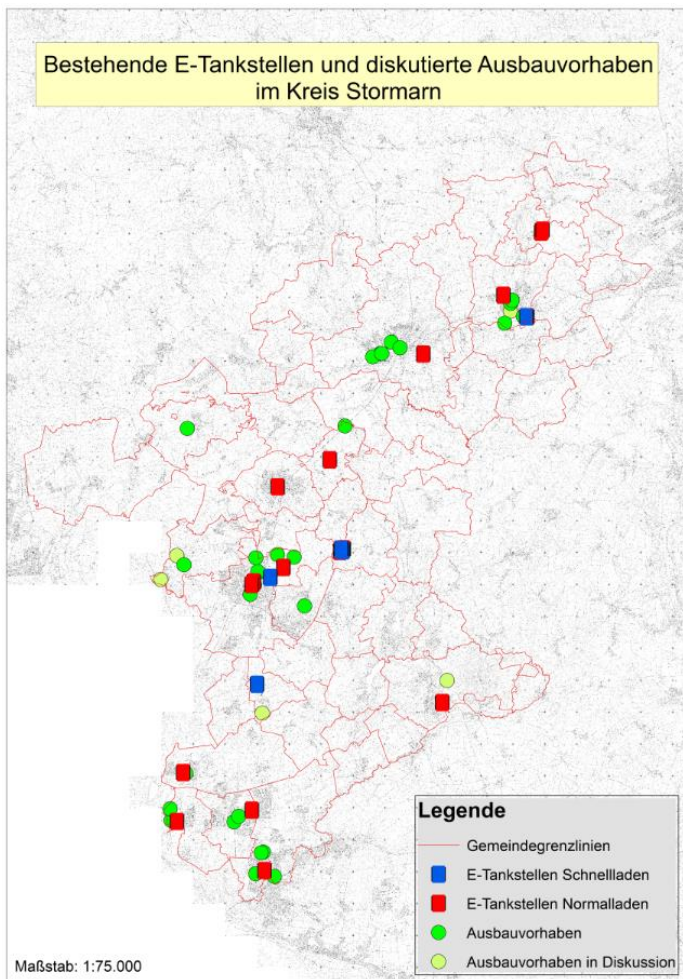 Bestehende E-Tankstellen und diskutierte Ausbauvorhaben
im Kreis Stormarn
Legende
Gemeindegrenzlinien
E-Tankstellen Schnellladen
E-Tankstellen Normalladen
Ausbauvorhaben
Ausbauvorhaben in Diskussion
Maßstab: 1:75.000